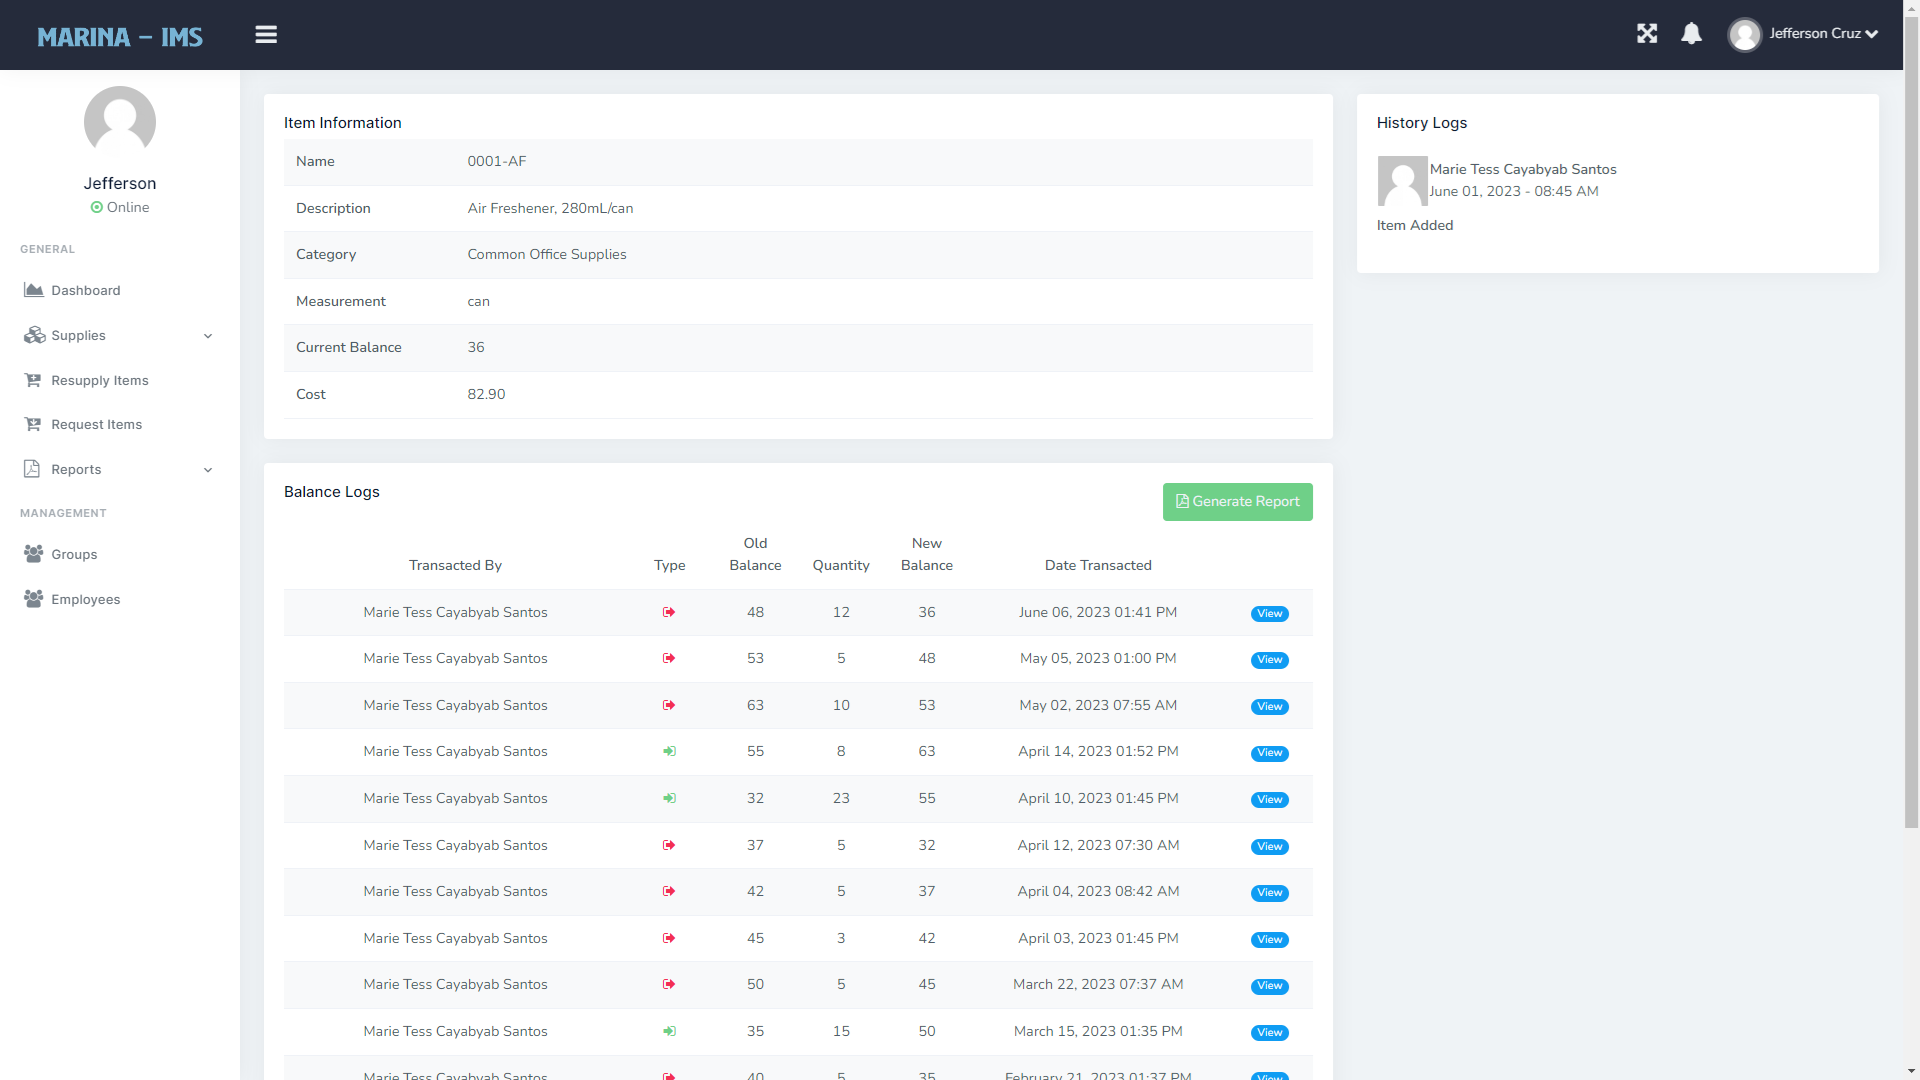 MARINA - IMS
Jefferson Cruz
Jefferson
Online
GENERAL
Dashboard
Supplies
Resupply Items
Request Items
Reports
MANAGEMENT
Groups
Employees
Item Information
Name 0001-AF
Description Air Freshener, 280mL/can
Category Common Office Supplies
Measurement can
Current Balance 36
Cost 82.90
History Logs
Marie Tess Cayabyab Santos
June 01, 2023 - 08:45 AM
Item Added
Balance Logs
Generate Report
Transacted By Type Old Balance Quantity New Balance Date Transacted
Marie Tess Cayabyab Santos 48 12 36 June 06, 2023 01:41 PM View
Marie Tess Cayabyab Santos 53 5 48 May 05, 2023 01:00 PM View
Marie Tess Cayabyab Santos 63 10 53 May 02, 2023 07:55 AM View
Marie Tess Cayabyab Santos 55 8 63 April 14, 2023 01:52 PM View
Marie Tess Cayabyab Santos 32 23 55 April 10, 2023 01:45 PM View
Marie Tess Cayabyab Santos 37 5 32 April 12, 2023 07:30 AM View
Marie Tess Cayabyab Santos 42 5 37 April 04, 2023 08:42 AM View
Marie Tess Cayabyab Santos 45 3 42 April 03, 2023 01:45 PM View
Marie Tess Cayabyab Santos 50 5 45 March 22, 2023 07:37 AM View
Marie Tess Cayabyab Santos 35 15 50 March 15, 2023 01:35 PM View
Marie Tess Cayabyab Santos 40 5 35 February 21, 2023 01:37 PM View